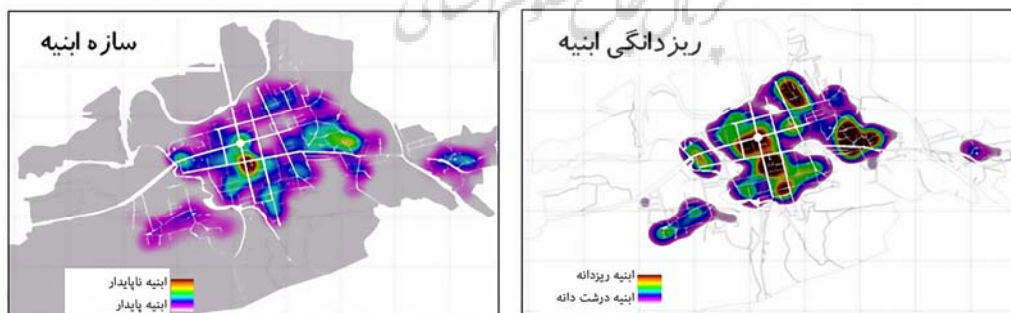 سازه ابنیه
ابنیه ناپایدار
ابنیه پایدار
ریزدانگی ابنیه
ابنیه ریزدانه
ابنیه درشت دانه